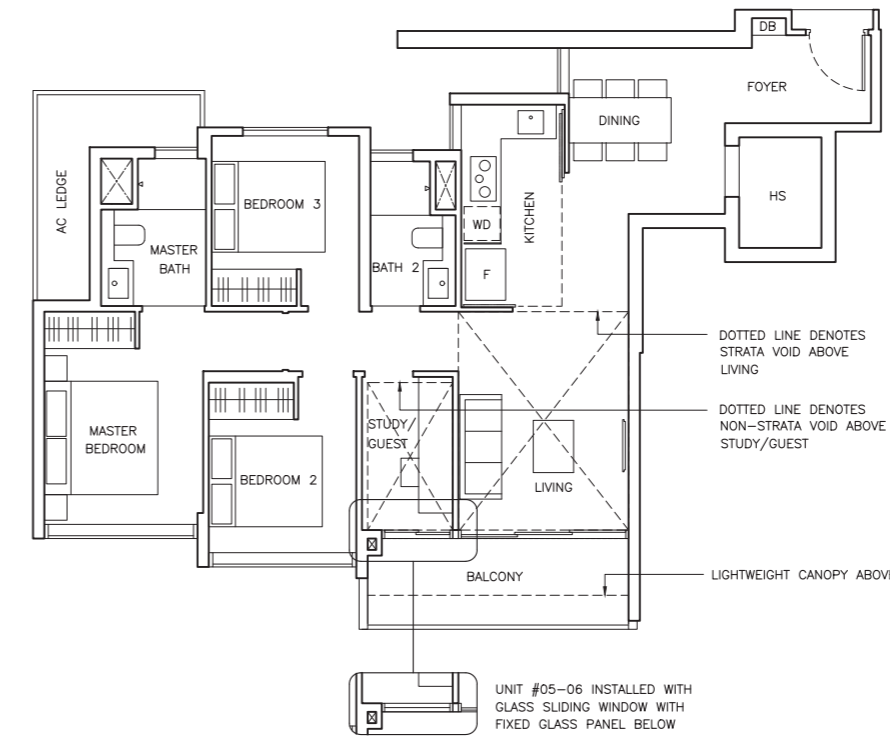 DB
FOYER
DINING
AC LEDGE
BEDROOM 3
KITCHEN
HS
WD
MASTER
BATH
BATH 2
F
DOTTED LINE DENOTES
STRATA VOID ABOVE
LIVING
DOTTED LINE DENOTES
NON-STRATA VOID ABOVE
STUDY/GUEST
MASTER
BEDROOM
STUDY/
GUEST
BEDROOM 2
LIVING
BALCONY
LIGHTWEIGHT CANOPY ABOVE
UNIT #05-06 INSTALLED WITH
GLASS SLIDING WINDOW WITH
FIXED GLASS PANEL BELOW